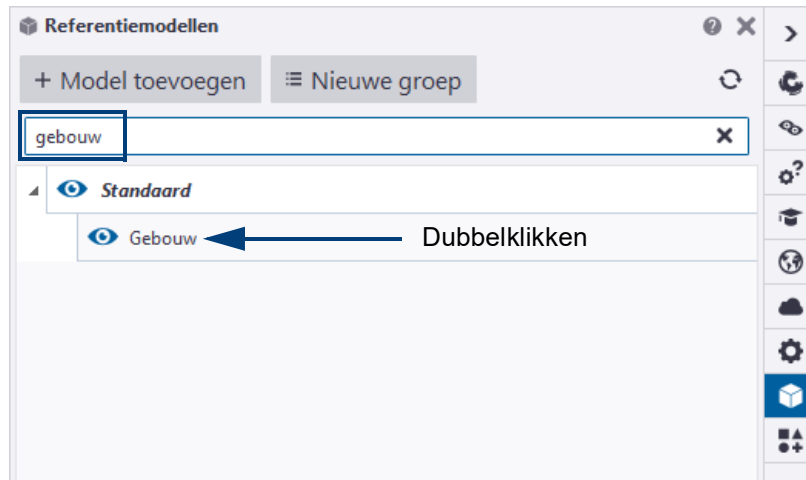 Referentiemodellen
+ Model toevoegen
Nieuwe groep
gebouw
Standaard
Gebouw
Dubbelklikken